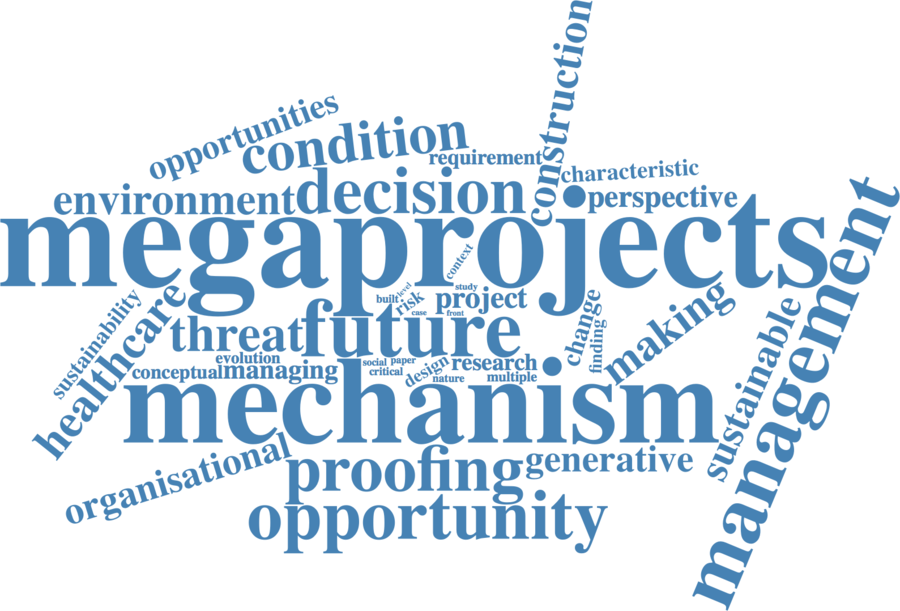 construction
opportunities
condition
requirement
characteristic
environment
decision
perspective
megaprojects
management
context
study
level
built
risk
project
case
front
sustainability
healthcare
threat
future
change
finding
making
sustainable
evolution
conceptual
managing
social
paper
critical
design
research
nature
multiple
mechanism
organisational
proofing
generative
opportunity